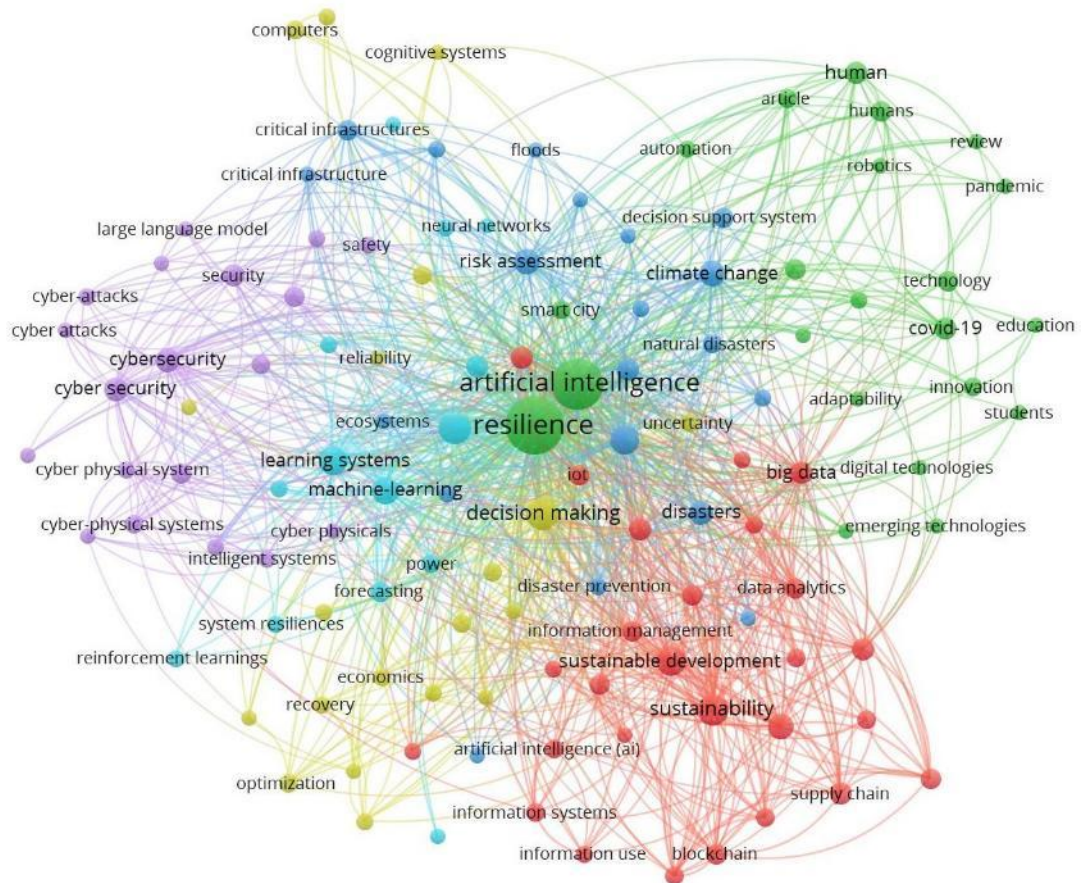 computers
cognitive systems
human
article
humans
critical infrastructures
floods
automation
review
robotics
critical infrastructure
pandemic
large language model
neural networks
decision support system
safety
security
risk assessment
climate change
technology
cyber-attacks
smart city
cyber attacks
covid-19
education
natural disasters
cybersecurity
reliability
artificial intelligence
cyber security
innovation
adaptability
students
ecosystems
resilience
uncertainty
learning systems
cyber physical system
iot
big data
digital technologies
machine-learning
decision making
disasters
cyber-physical systems
cyber physicals
emerging technologies
intelligent systems
power
forecasting
disaster prevention
data analytics
system resiliences
information management
reinforcement learnings
sustainable development
economics
recovery
sustainability
artificial intelligence (ai)
optimization
supply chain
information systems
information use
blockchain